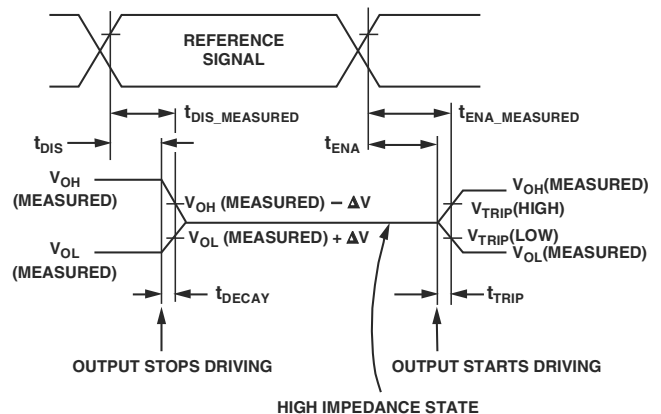 REFERENCE
SIGNAL
tDIS_MEASURED
tENA_MEASURED
tDIS
tENA
VOH
(MEASURED)
VOH (MEASURED) – ΔV
VOH(MEASURED)
VTRIP(HIGH)
VOL
(MEASURED)
VOL (MEASURED) + ΔV
VTRIP(LOW)
VOL(MEASURED)
tDECAY
tTRIP
OUTPUT STOPS DRIVING
OUTPUT STARTS DRIVING
HIGH IMPEDANCE STATE